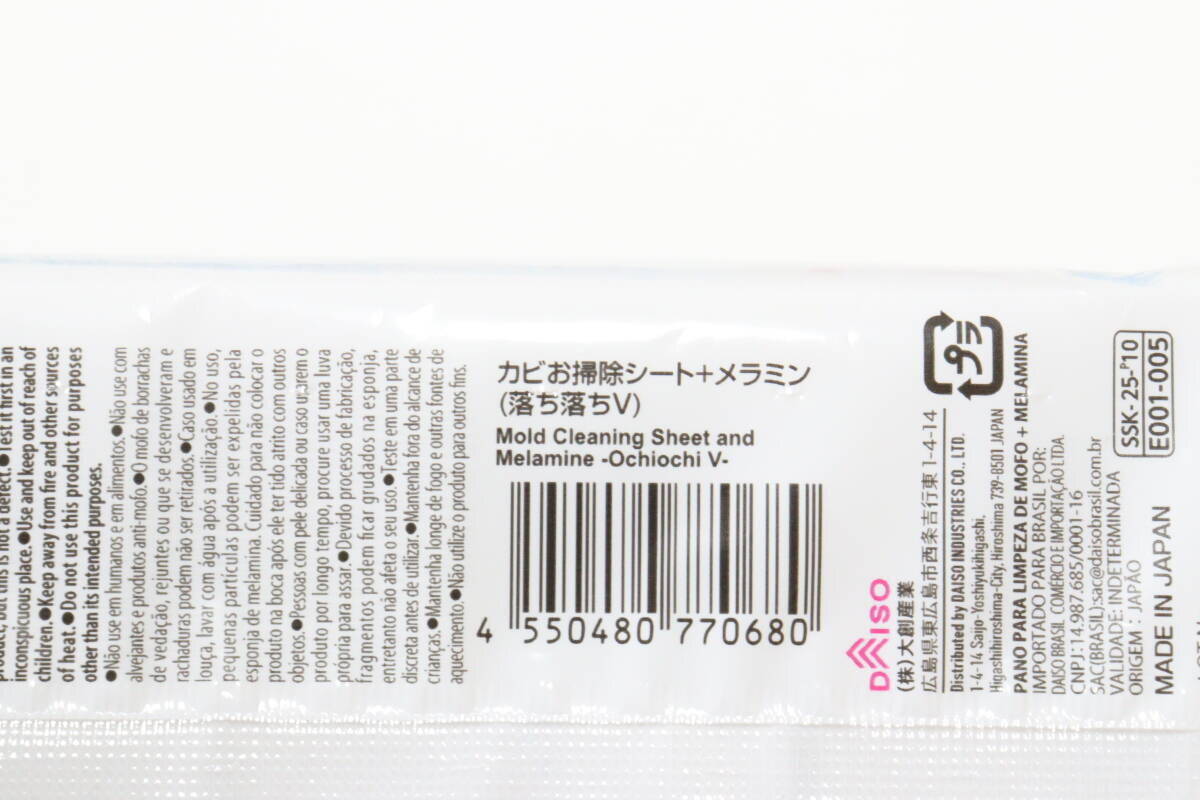 product, but this is not a defect.●Test it first in an
inconspicuous place.●Use and keep out of reach of
children.●Keep away from fire and other sources
of heat.●Do not use this product for purposes
other than its intended purposes.
●Não use em humanos e em alimentos.●Não use com
alvejantes e produtos anti-mofo.●O mofo de borrachas
de vedação, rejuntes ou que se desenvolveram e
rachaduras podem não ser retirados.●Caso usado em
louça, lavar com água após a utilização.●No uso,
pequenas partículas podem ser expelidas pela
esponja de melamina. Cuidado para não colocar o
produto na boca após ele ter ido atrito com outros
objetos.●Pessoas com pele delicada ou caso usarem o
produto por longo tempo, procure usar uma luva
própria para assar.●Devido processo de fabricação,
fragmentos podem ficar grudados na esponja,
entretanto não afeta o seu uso.●Teste em uma parte
discreta antes de utilizar.●Mantenha fora do alcance de
crianças.●Mantenha longe de fogo e outras fontes de
aquecimento.●Não utilize o produto para outros fins.
カビお掃除シート+メラミン
(落ち落ちV)
Mold Cleaning Sheet and
Melamine -Ochiochi V-
4 550480 770680
DAISO
(株)大創産業
広島県東広島市西条吉行東1-4-14
Distributed by DAISO INDUSTRIES CO., LTD.
1-4-14 Saijo-Yoshiyukihigashi,
Higashihiroshima-City, Hiroshima 739-8501 JAPAN
PANO PARA LIMPEZA DE MOFO + MELAMINA
IMPORTADO PARA BRASIL POR:
DAISO BRASIL COMÉRCIO E IMPORTAÇÃO LTDA.
CNPJ:14.987.685/0001-16
SAC(BRASIL):sac@daisobrasil.com.br
VALIDADE: INDETERMINADA
ORIGEM : JAPÃO
MADE IN JAPAN
プラ
SSK-25-P10
E001-005